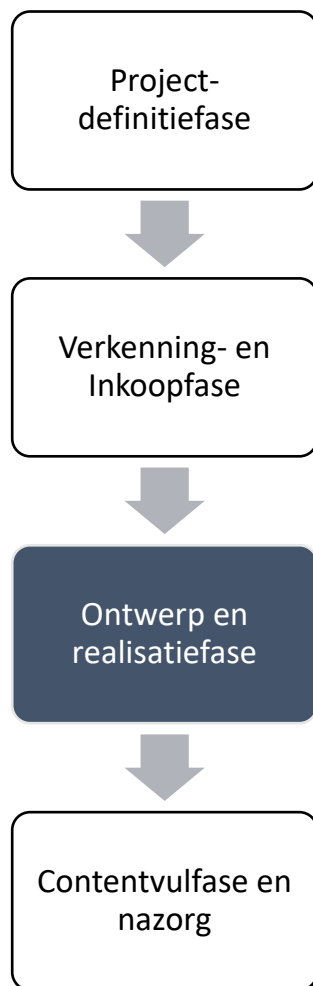 Project-
definitiefase
Verkenning- en
Inkoopfase
Ontwerp en
realisatiefase
Contentvulfase en
nazorg